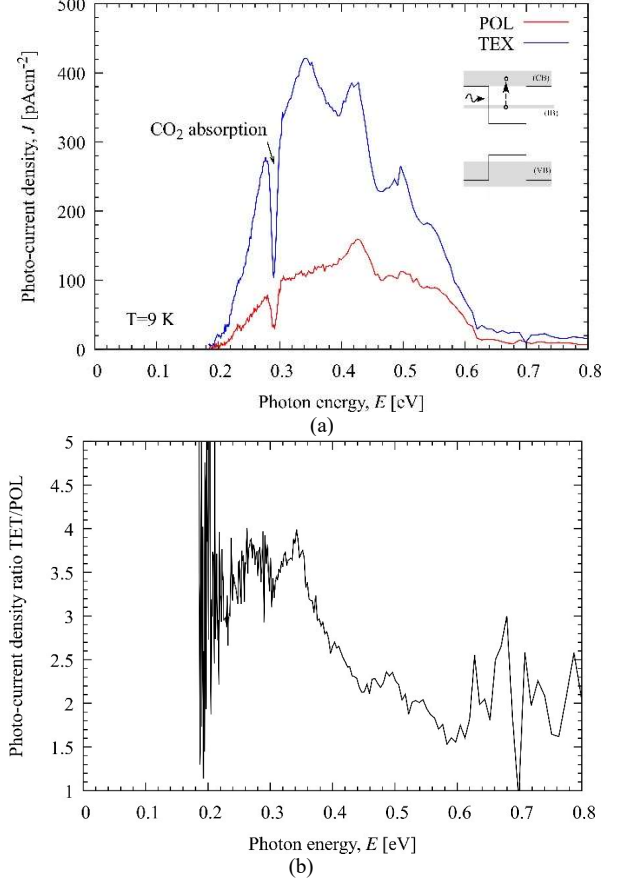 500
400
300
200
100
0
Photo-current density, J [pAcm⁻²]
POL
TEX
(CB)
(IB)
(VB)
CO₂ absorption
T=9 K
0 0.1 0.2 0.3 0.4 0.5 0.6 0.7 0.8
Photon energy, E [eV]
(a)
5
4.5
4
3.5
3
2.5
2
1.5
1
Photo-current density ratio TET/POL
0 0.1 0.2 0.3 0.4 0.5 0.6 0.7 0.8
Photon energy, E [eV]
(b)